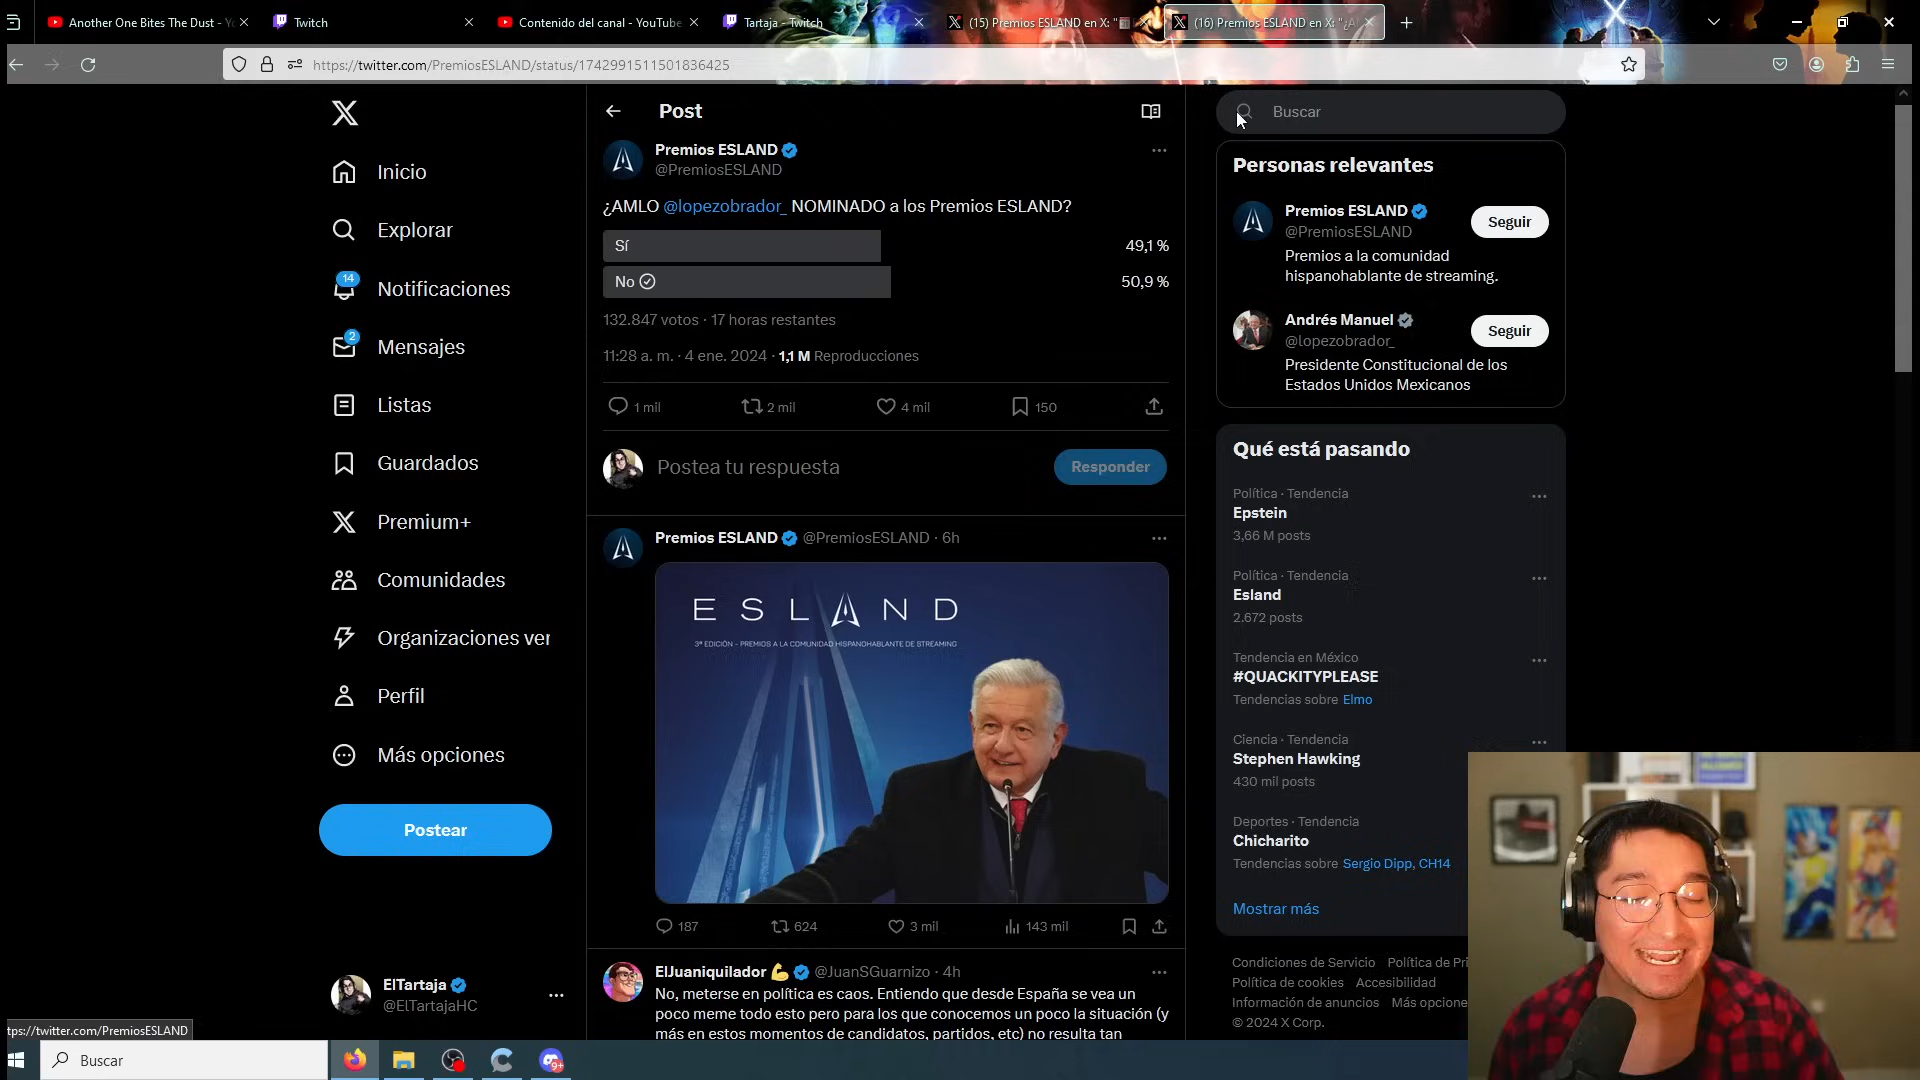 Another One Bites The Dust - Yo
Twitch
Contenido del canal - YouTube
Tartaja - Twitch
(15) Premios ESLAND en X: "
(16) Premios ESLAND en X: "¿A
https://twitter.com/PremiosESLAND/status/1742991511501836425
Inicio
Explorar
14
Notificaciones
2
Mensajes
Listas
Guardados
Premium+
Comunidades
Organizaciones ver
Perfil
Más opciones
Postear
ElTartaja
@ElTartajaHC
Post
Premios ESLAND
@PremiosESLAND
¿AMLO @lopezobrador_ NOMINADO a los Premios ESLAND?
Sí 49,1 %
No 50,9 %
132.847 votos · 17 horas restantes
11:28 a. m. · 4 ene. 2024 · 1,1 M Reproducciones
1 mil 2 mil 4 mil 150
Postea tu respuesta
Responder
Premios ESLAND @PremiosESLAND · 6h
ESLAND
3ª EDICIÓN - PREMIOS A LA COMUNIDAD HISPANOHABLANTE DE STREAMING
187 624 3 mil 143 mil
ElJuaniquilador 💪 @JuanSGuarnizo · 4h
No, meterse en política es caos. Entiendo que desde España se vea un
poco meme todo esto pero para los que conocemos un poco la situación (y
más en estos momentos de candidatos, partidos, etc) no resulta tan
Buscar
Personas relevantes
Premios ESLAND
@PremiosESLAND
Seguir
Premios a la comunidad
hispanohablante de streaming.
Andrés Manuel
@lopezobrador_
Seguir
Presidente Constitucional de los
Estados Unidos Mexicanos
Qué está pasando
Política · Tendencia
Epstein
3,66 M posts
Política · Tendencia
Esland
2.672 posts
Tendencia en México
#QUACKITYPLEASE
Tendencias sobre Elmo
Ciencia · Tendencia
Stephen Hawking
430 mil posts
Deportes · Tendencia
Chicharito
Tendencias sobre Sergio Dipp, CH14
Mostrar más
Condiciones de Servicio Política de Pri
Política de cookies Accesibilidad
Información de anuncios Más opcione
© 2024 X Corp.
tps://twitter.com/PremiosESLAND
Buscar
9+